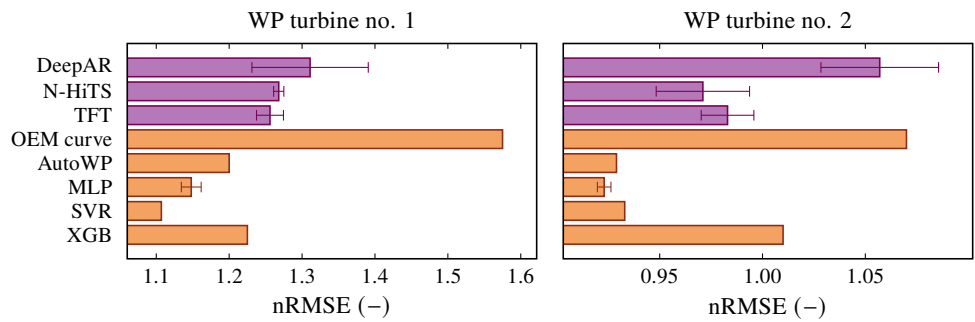 WP turbine no. 1
WP turbine no. 2
DeepAR
N-HiTS
TFT
OEM curve
AutoWP
MLP
SVR
XGB
1.1 1.2 1.3 1.4 1.5 1.6
0.95 1.00 1.05
nRMSE (−)
nRMSE (−)